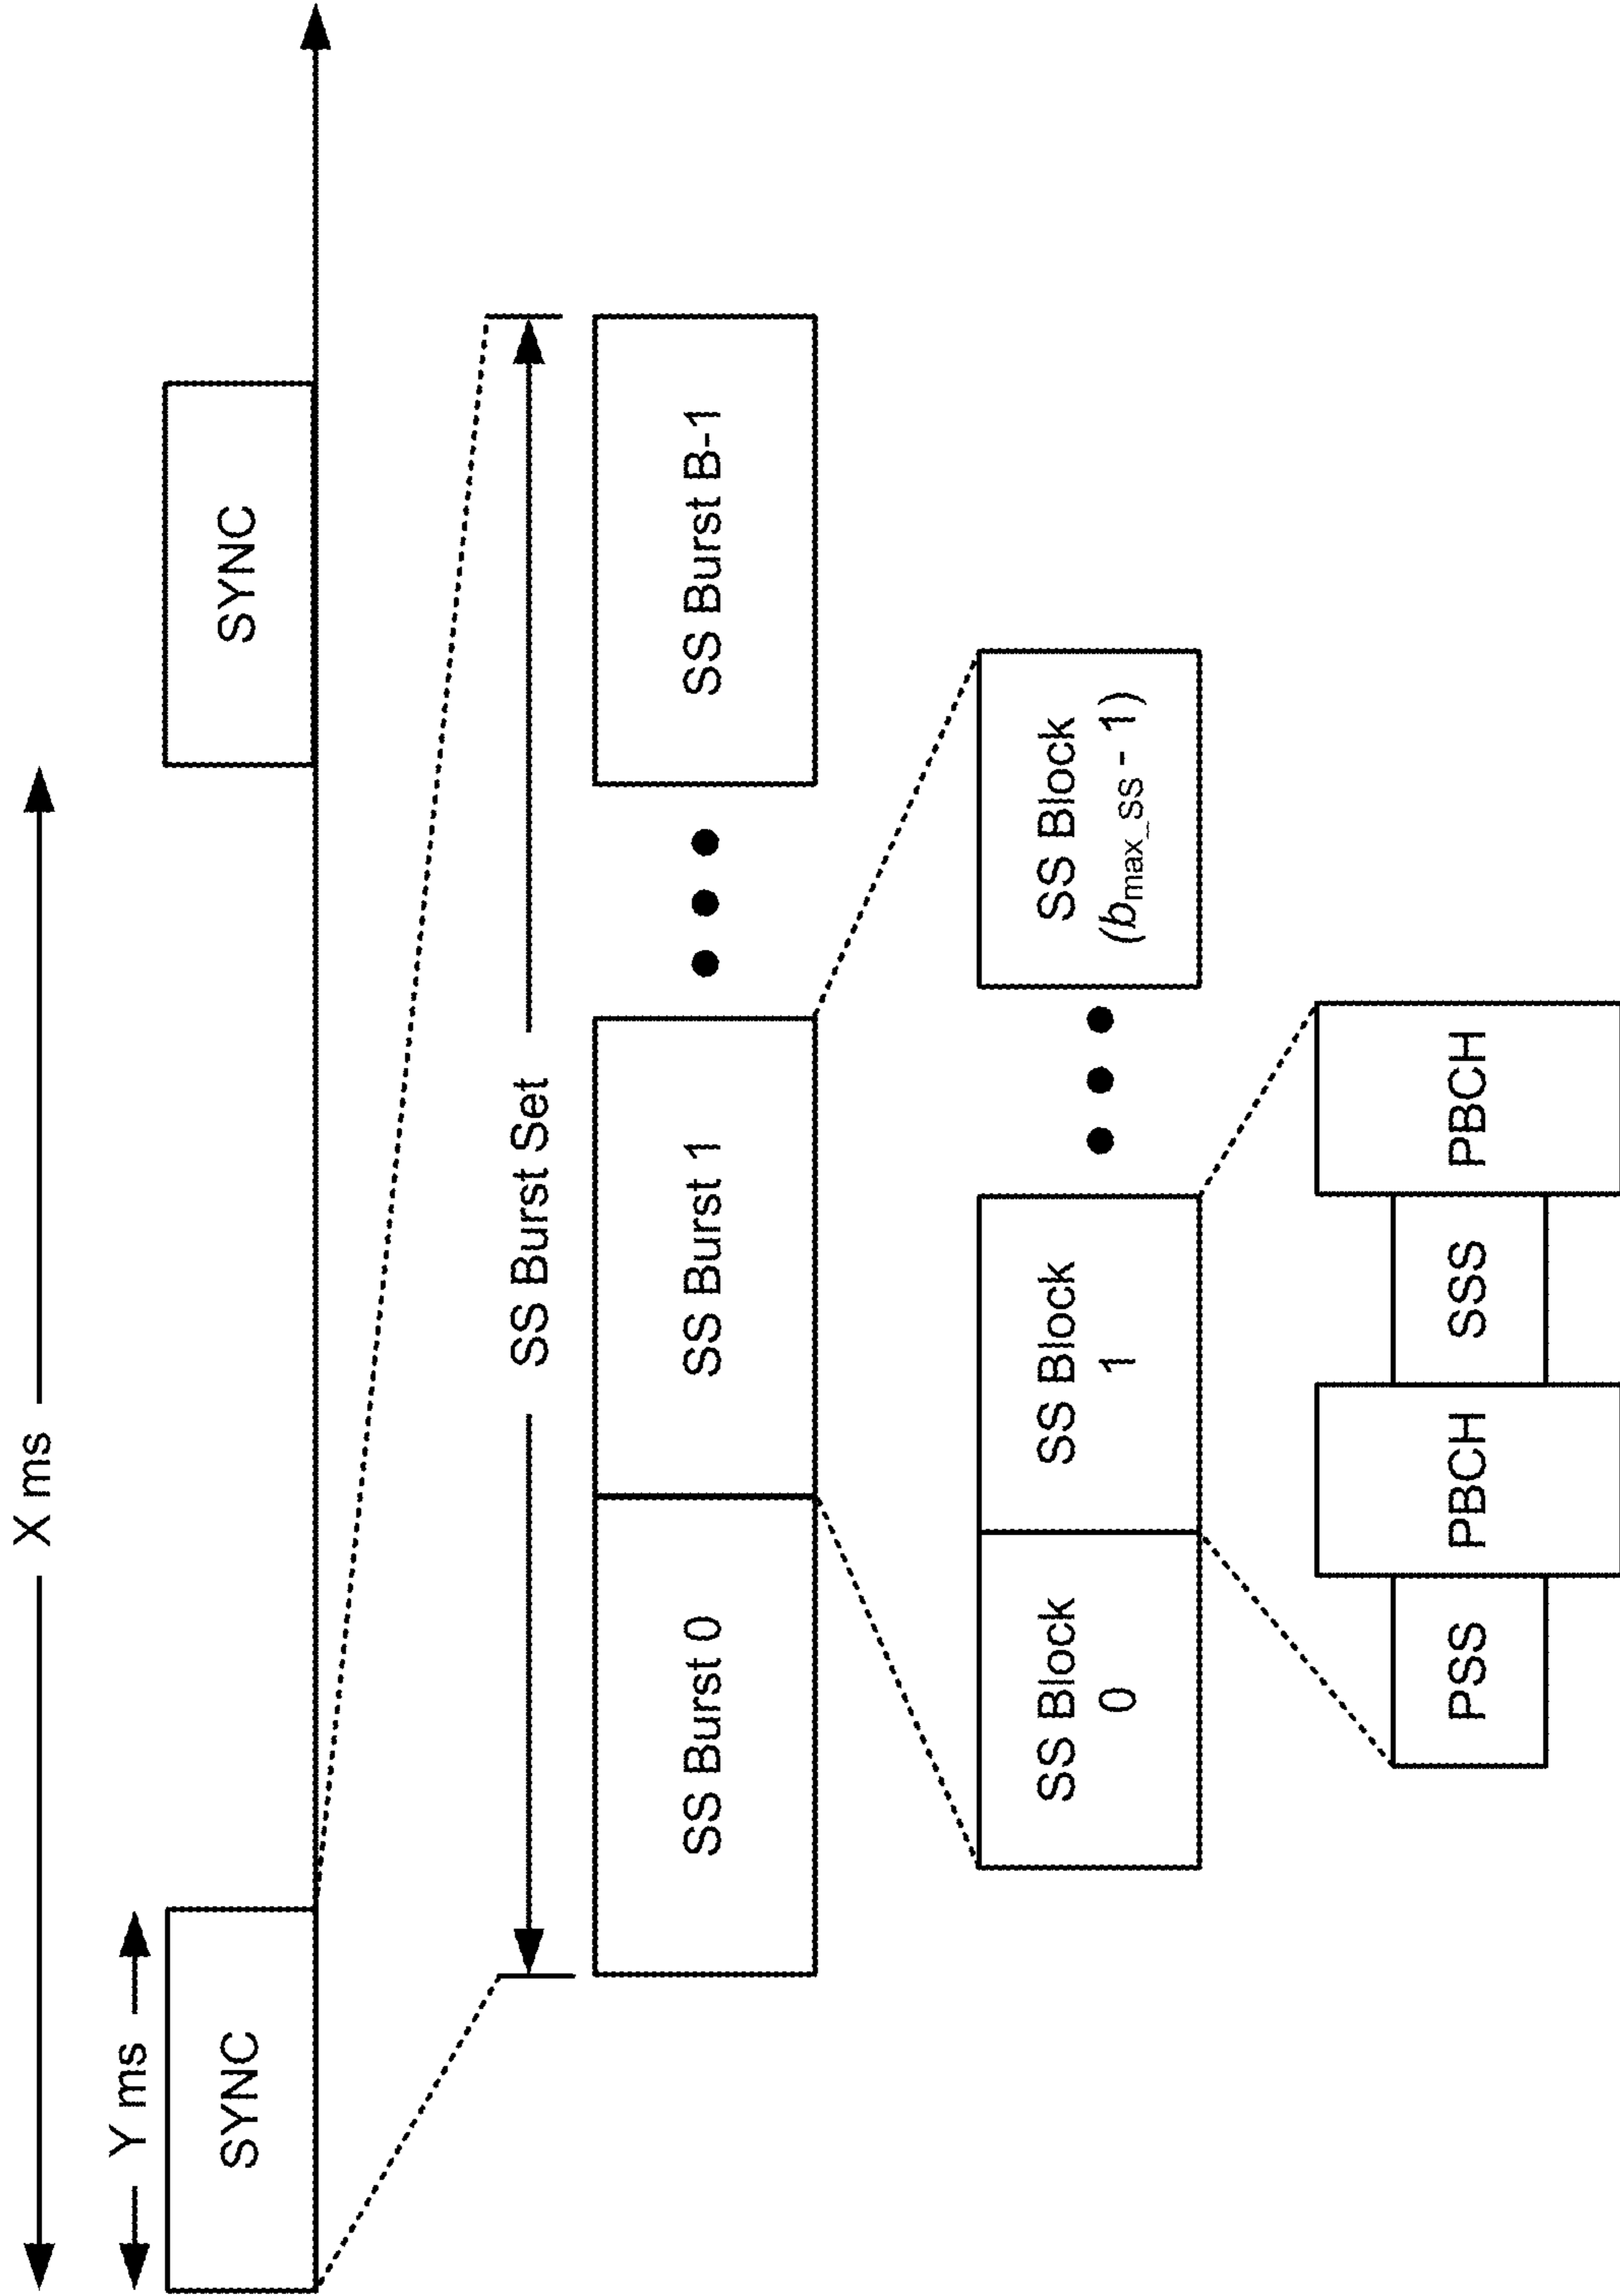 X ms
Y ms
SYNC
SYNC
SS Burst Set
SS Burst 0
SS Burst 1
SS Burst B-1
SS Block
0
SS Block
1
SS Block
(bmax_SS - 1)
PSS
PBCH
SSS
PBCH